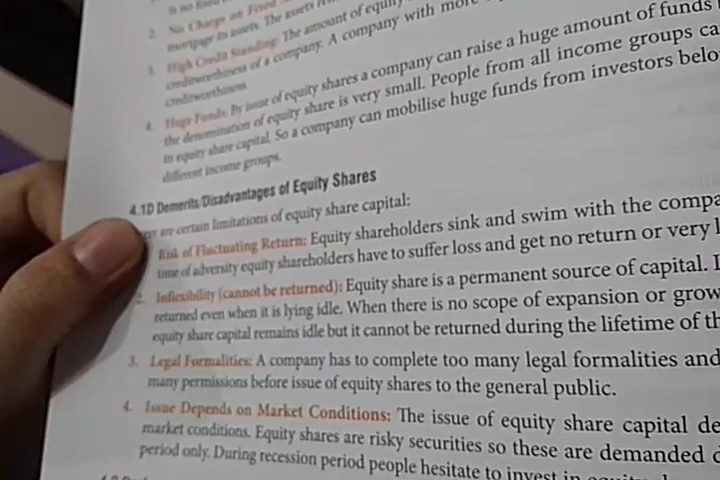 is no fixed
2. No Charge on Fixed
mortgage its assets. The assets
3. High Credit Standing: The amount of equity
creditworthiness of a company. A company with more
creditworthiness.
4. Huge Funds: By issue of equity shares a company can raise a huge amount of funds
the denomination of equity share is very small. People from all income groups ca
in equity share capital. So a company can mobilise huge funds from investors belo
different income groups.
4.1D Demerits/Disadvantages of Equity Shares
are certain limitations of equity share capital:
Risk of Fluctuating Return: Equity shareholders sink and swim with the compa
time of adversity equity shareholders have to suffer loss and get no return or very l
2. Inflexibility (cannot be returned): Equity share is a permanent source of capital. I
returned even when it is lying idle. When there is no scope of expansion or grow
equity share capital remains idle but it cannot be returned during the lifetime of th
3. Legal Formalities: A company has to complete too many legal formalities and
many permissions before issue of equity shares to the general public.
4. Issue Depends on Market Conditions: The issue of equity share capital de
market conditions. Equity shares are risky securities so these are demanded
period only. During recession period people hesitate to invest in